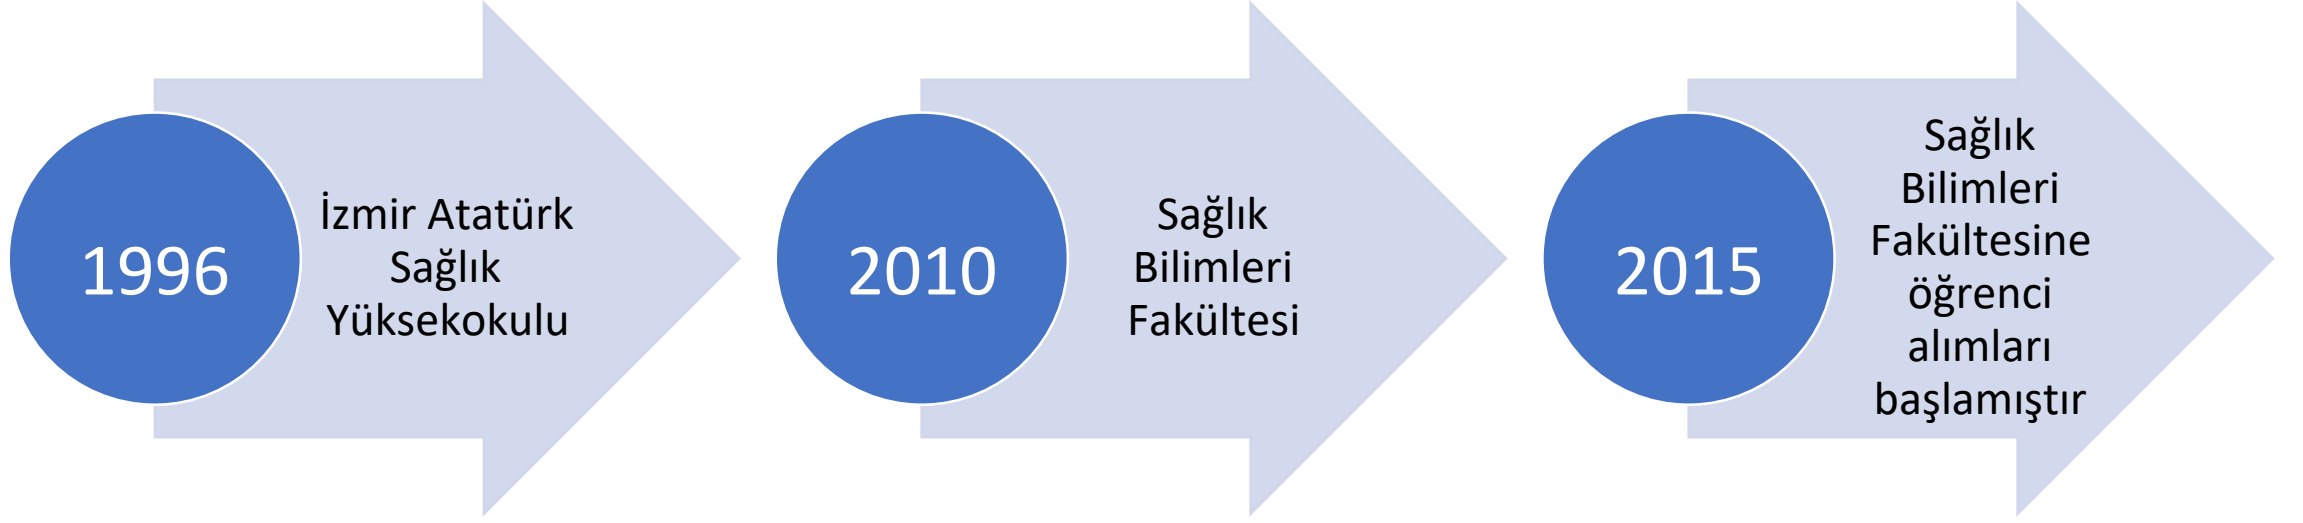 1996
İzmir Atatürk
Sağlık
Yüksekokulu
2010
Sağlık
Bilimleri
Fakültesi
2015
Sağlık
Bilimleri
Fakültesine
öğrenci
alımları
başlamıştır